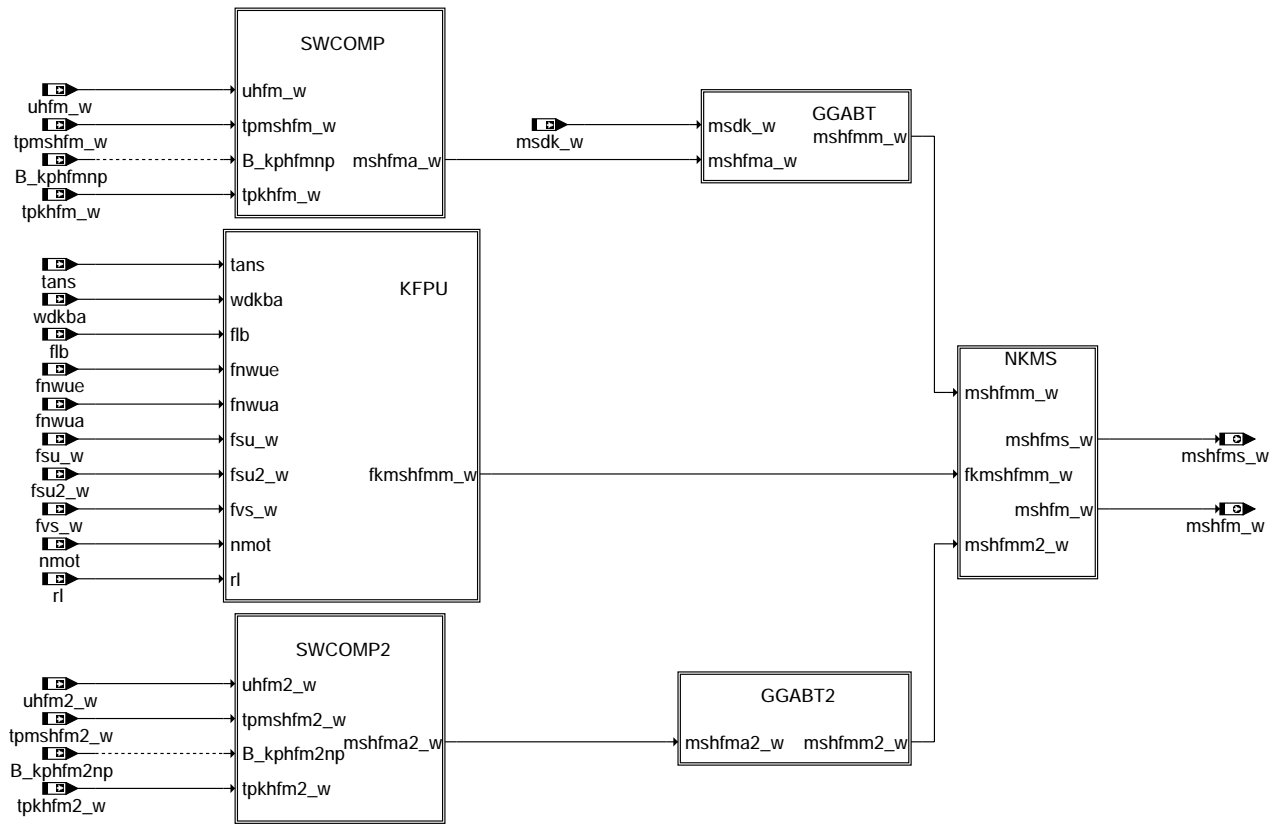 SWCOMP
uhfm_w
uhfm_w
tpmshfm_w
tpmshfm_w
B_kphfmnp
B_kphfmnp
mshfma_w
tpkhfm_w
tpkhfm_w
msdk_w
GGABT
msdk_w
mshfmm_w
mshfma_w
KFPU
tans
tans
wdkba
wdkba
flb
flb
fnwue
fnwue
fnwua
fnwua
fsu_w
fsu_w
fsu2_w
fsu2_w
fkmshfmm_w
fvs_w
fvs_w
nmot
nmot
rl
rl
NKMS
mshfmm_w
mshfms_w
mshfms_w
fkmshfmm_w
mshfm_w
mshfm_w
mshfmm2_w
SWCOMP2
uhfm2_w
uhfm2_w
tpmshfm2_w
tpmshfm2_w
mshfma2_w
B_kphfm2np
B_kphfm2np
tpkhfm2_w
tpkhfm2_w
GGABT2
mshfma2_w
mshfmm2_w